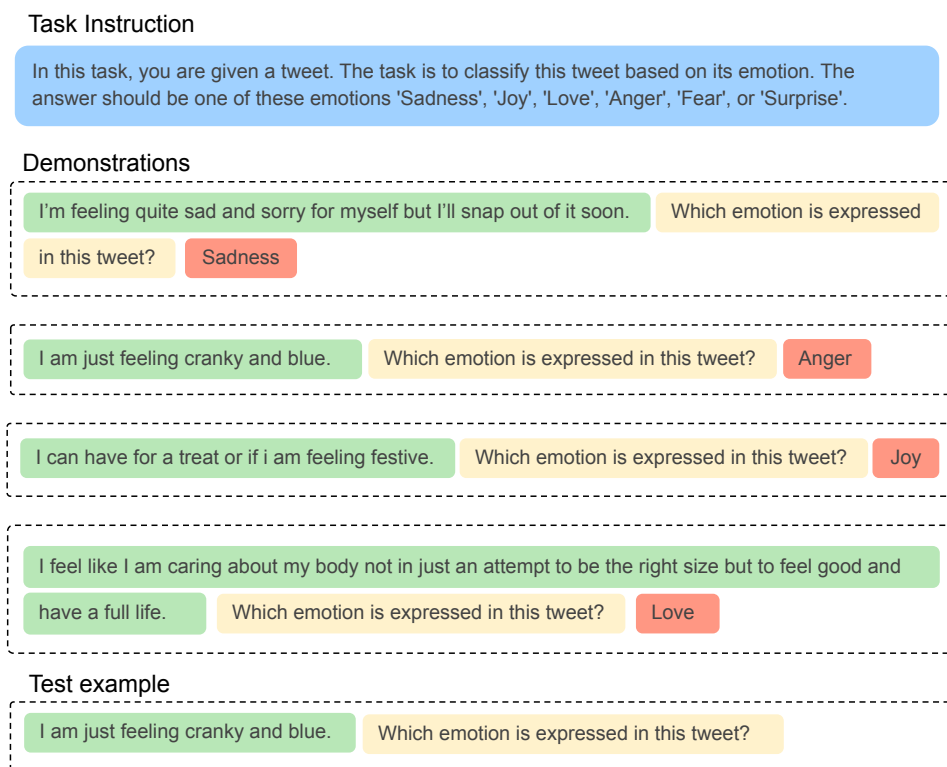 Task Instruction
In this task, you are given a tweet. The task is to classify this tweet based on its emotion. The
answer should be one of these emotions 'Sadness', 'Joy', 'Love', 'Anger', 'Fear', or 'Surprise'.
Demonstrations
I’m feeling quite sad and sorry for myself but I’ll snap out of it soon. Which emotion is expressed
in this tweet? Sadness
I am just feeling cranky and blue. Which emotion is expressed in this tweet? Anger
I can have for a treat or if i am feeling festive. Which emotion is expressed in this tweet? Joy
I feel like I am caring about my body not in just an attempt to be the right size but to feel good and
have a full life. Which emotion is expressed in this tweet? Love
Test example
I am just feeling cranky and blue. Which emotion is expressed in this tweet?